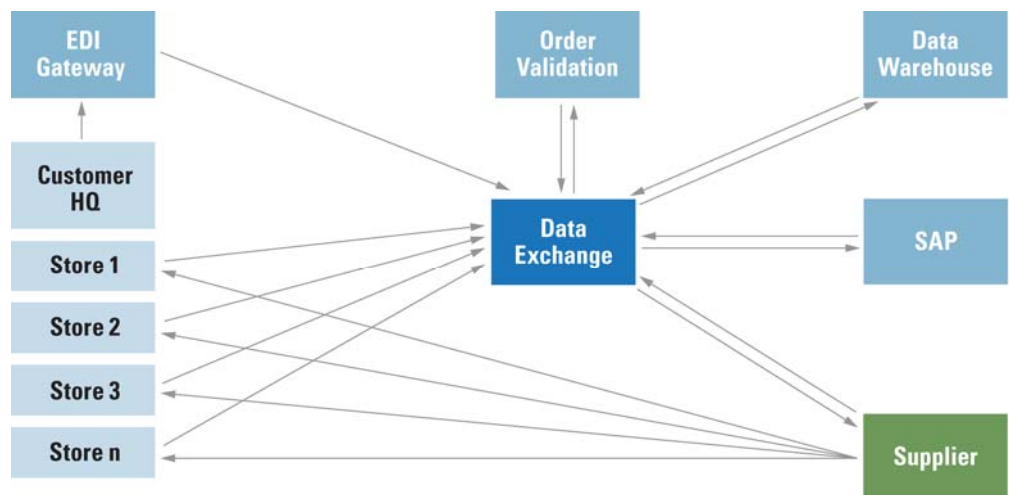 EDI
Gateway
Order
Validation
Data
Warehouse
Customer
HQ
Data
Exchange
SAP
Store 1
Store 2
Store 3
Store n
Supplier